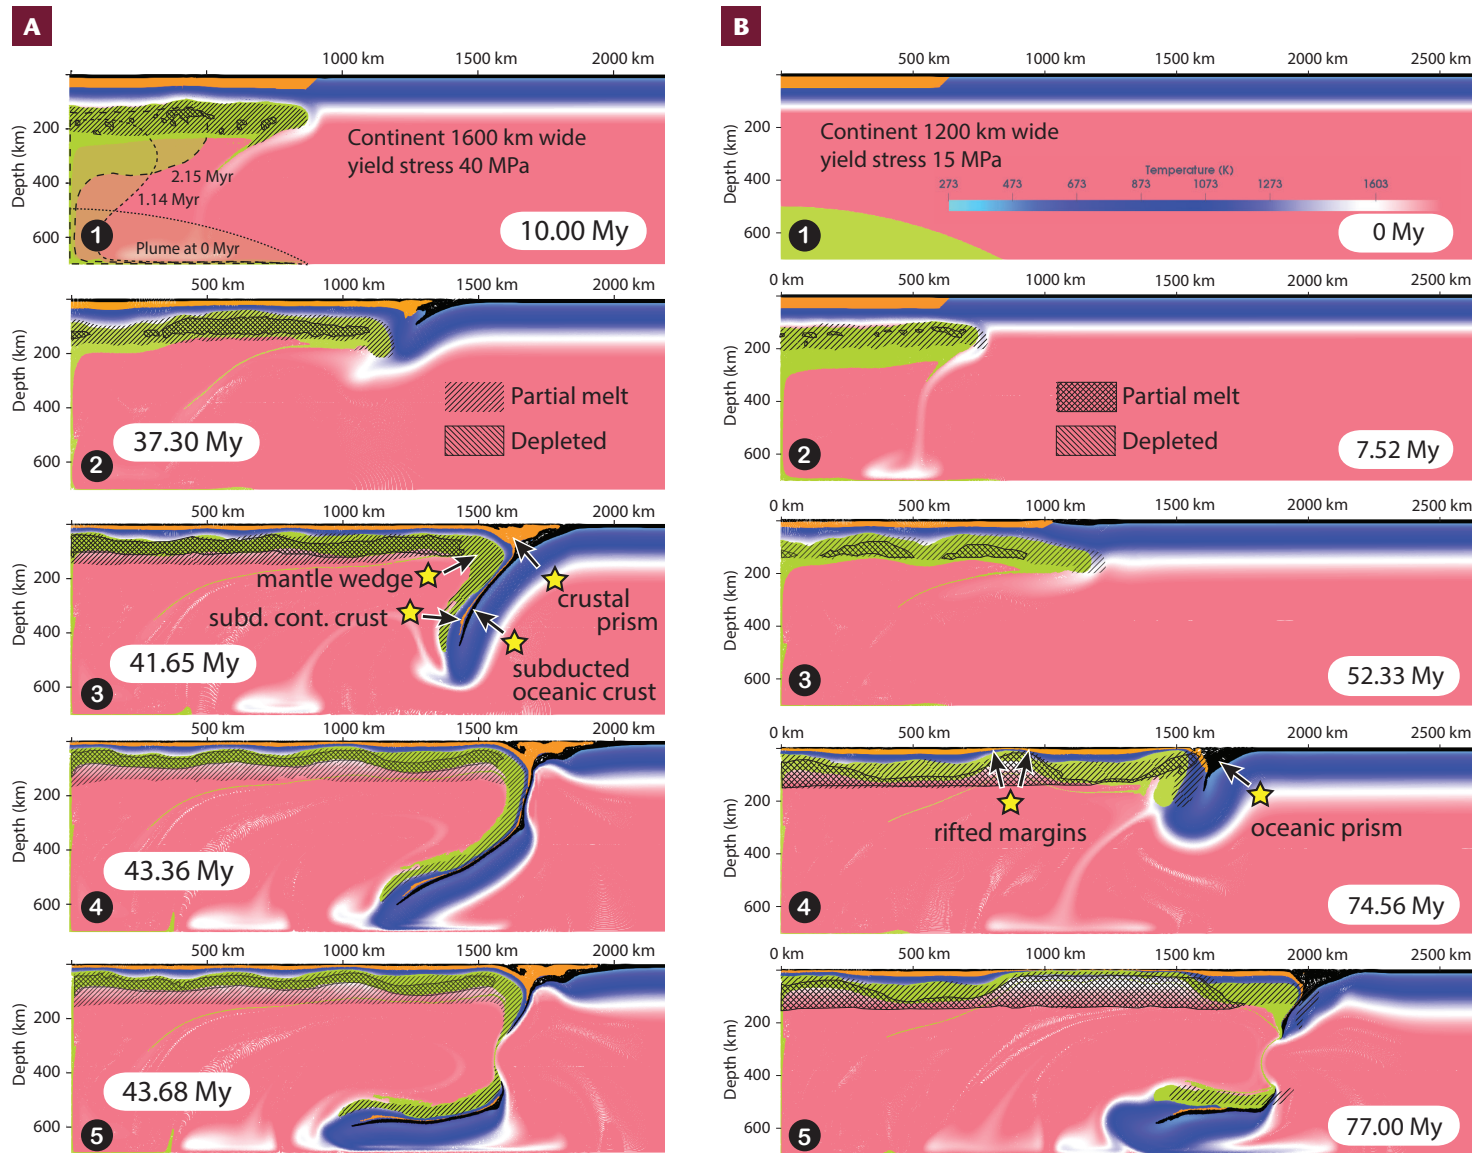 A
1000 km 1500 km 2000 km
Depth (km)
200
400
600
Continent 1600 km wide
yield stress 40 MPa
2.15 Myr
1.14 Myr
Plume at 0 Myr
1
10.00 My
500 km 1000 km 1500 km 2000 km
Depth (km)
200
400
600
Partial melt
Depleted
37.30 My
2
500 km 1000 km 1500 km 2000 km
Depth (km)
200
400
600
mantle wedge
subd. cont. crust
crustal
prism
subducted
oceanic crust
41.65 My
3
500 km 1000 km 1500 km 2000 km
Depth (km)
200
400
600
43.36 My
4
500 km 1000 km 1500 km 2000 km
Depth (km)
200
400
600
43.68 My
5
B
500 km 1000 km 1500 km 2000 km 2500 km
Depth (km)
200
400
600
Continent 1200 km wide
yield stress 15 MPa
Temperature (K)
273 473 673 873 1073 1273 1603
1
0 My
0 km 500 km 1000 km 1500 km 2000 km 2500 km
Depth (km)
200
400
600
Partial melt
Depleted
2
7.52 My
0 km 500 km 1000 km 1500 km 2000 km 2500 km
Depth (km)
200
400
600
3
52.33 My
0 km 500 km 1000 km 1500 km 2000 km 2500 km
Depth (km)
200
400
600
rifted margins
oceanic prism
4
74.56 My
0 km 500 km 1000 km 1500 km 2000 km 2500 km
Depth (km)
200
400
600
5
77.00 My